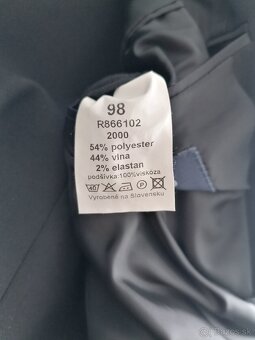 98
R866102
2000
54% polyester
44% vlna
2% elastan
podšívka:100%viskóza
Vyrobené na Slovensku